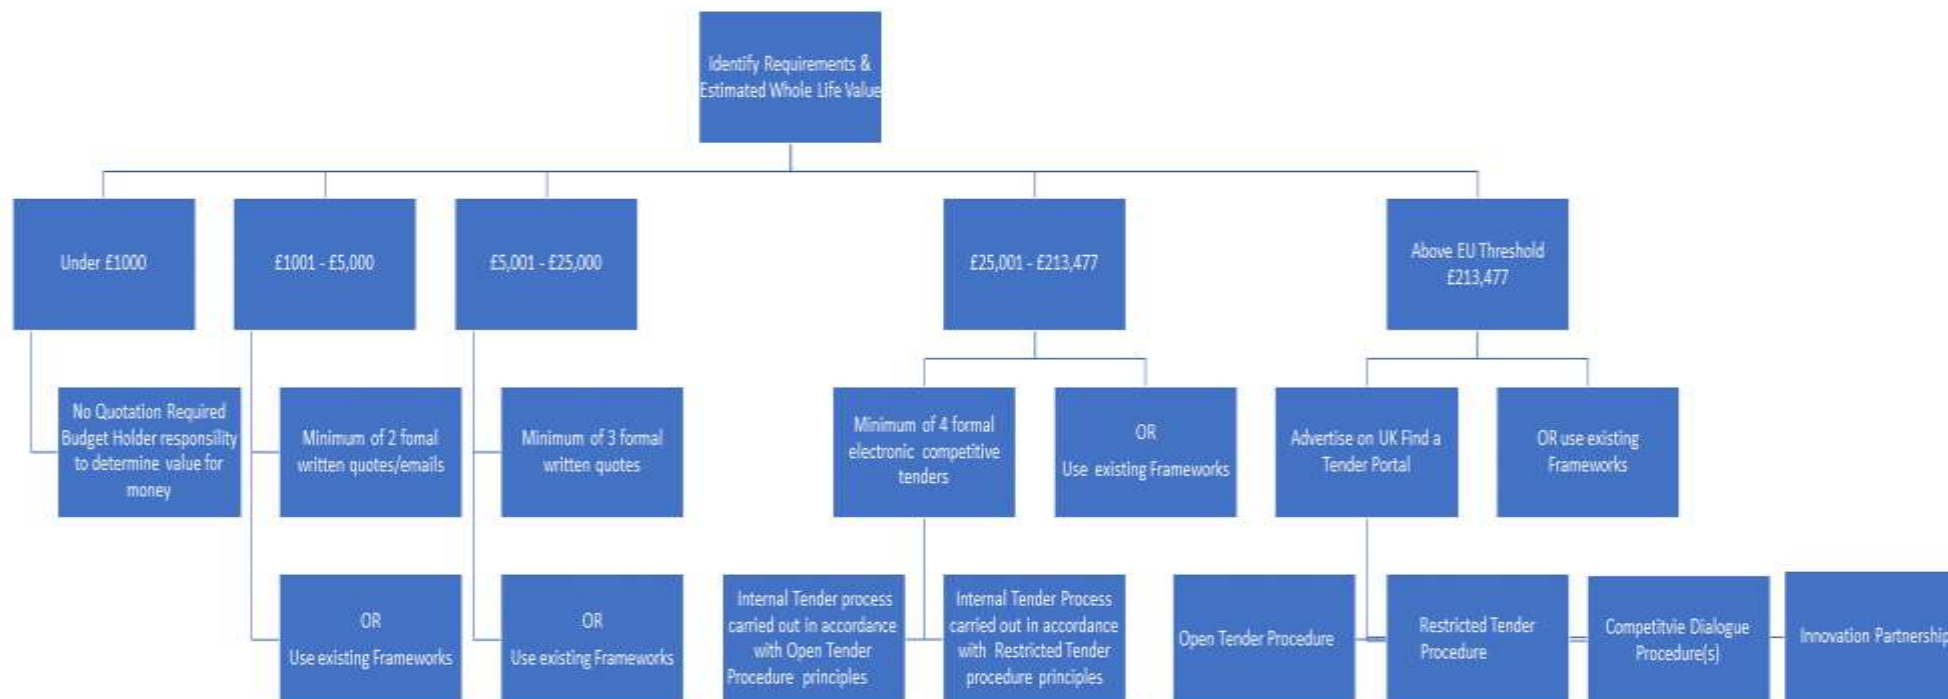 Identify Requirements &
Estimated Whole Life Value
Under £1000
£1001 - £5,000
£5,001 - £25,000
£25,001 - £213,477
Above EU Threshold
£213,477
No Quotation Required
Budget Holder responsility
to determine value for
money
Minimum of 2 fomal
written quotes/emails
Minimum of 3 formal
written quotes
Minimum of 4 formal
electronic competitive
tenders
OR
Use existing Frameworks
Advertise on UK Find a
Tender Portal
OR use existing
Frameworks
OR
Use existing Frameworks
OR
Use existing Frameworks
Internal Tender process
carried out in accordance
with Open Tender
Procedure principles
Internal Tender Process
carried out in accordance
with Restricted Tender
procedure principles
Open Tender Procedure
Restricted Tender
Procedure
Competitvie Dialogue
Procedure(s)
Innovation Partnership